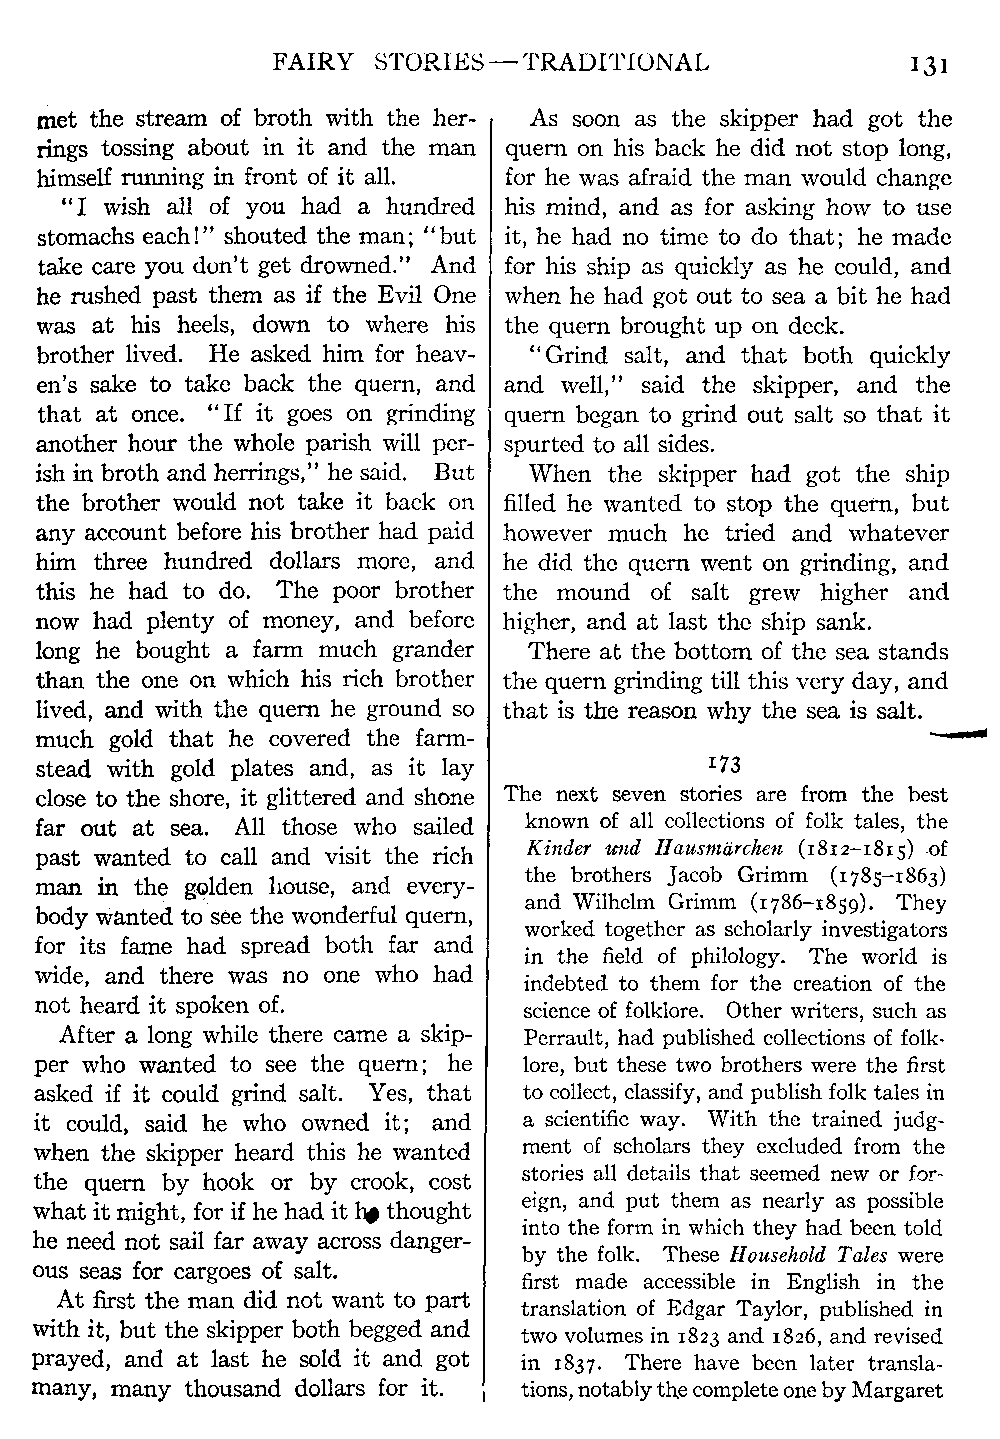 FAIRY STORIES—TRADITIONAL 131
met the stream of broth with the her-
rings tossing about in it and the man
himself running in front of it all.
"I wish all of you had a hundred
stomachs each!" shouted the man; "but
take care you don't get drowned." And
he rushed past them as if the Evil One
was at his heels, down to where his
brother lived. He asked him for heav-
en's sake to take back the quern, and
that at once. "If it goes on grinding
another hour the whole parish will per-
ish in broth and herrings," he said. But
the brother would not take it back on
any account before his brother had paid
him three hundred dollars more, and
this he had to do. The poor brother
now had plenty of money, and before
long he bought a farm much grander
than the one on which his rich brother
lived, and with the quern he ground so
much gold that he covered the farm-
stead with gold plates and, as it lay
close to the shore, it glittered and shone
far out at sea. All those who sailed
past wanted to call and visit the rich
man in the golden house, and every-
body wanted to see the wonderful quern,
for its fame had spread both far and
wide, and there was no one who had
not heard it spoken of.
After a long while there came a skip-
per who wanted to see the quern; he
asked if it could grind salt. Yes, that
it could, said he who owned it; and
when the skipper heard this he wanted
the quern by hook or by crook, cost
what it might, for if he had it he thought
he need not sail far away across danger-
ous seas for cargoes of salt.
At first the man did not want to part
with it, but the skipper both begged and
prayed, and at last he sold it and got
many, many thousand dollars for it.
As soon as the skipper had got the
quern on his back he did not stop long,
for he was afraid the man would change
his mind, and as for asking how to use
it, he had no time to do that; he made
for his ship as quickly as he could, and
when he had got out to sea a bit he had
the quern brought up on deck.
"Grind salt, and that both quickly
and well," said the skipper, and the
quern began to grind out salt so that it
spurted to all sides.
When the skipper had got the ship
filled he wanted to stop the quern, but
however much he tried and whatever
he did the quern went on grinding, and
the mound of salt grew higher and
higher, and at last the ship sank.
There at the bottom of the sea stands
the quern grinding till this very day, and
that is the reason why the sea is salt.
173
The next seven stories are from the best
known of all collections of folk tales, the
Kinder und Hausmärchen (1812–1815) of
the brothers Jacob Grimm (1785–1863)
and Wilhelm Grimm (1786–1859). They
worked together as scholarly investigators
in the field of philology. The world is
indebted to them for the creation of the
science of folklore. Other writers, such as
Perrault, had published collections of folk-
lore, but these two brothers were the first
to collect, classify, and publish folk tales in
a scientific way. With the trained judg-
ment of scholars they excluded from the
stories all details that seemed new or for-
eign, and put them as nearly as possible
into the form in which they had been told
by the folk. These Household Tales were
first made accessible in English in the
translation of Edgar Taylor, published in
two volumes in 1823 and 1826, and revised
in 1837. There have been later transla-
tions, notably the complete one by Margaret